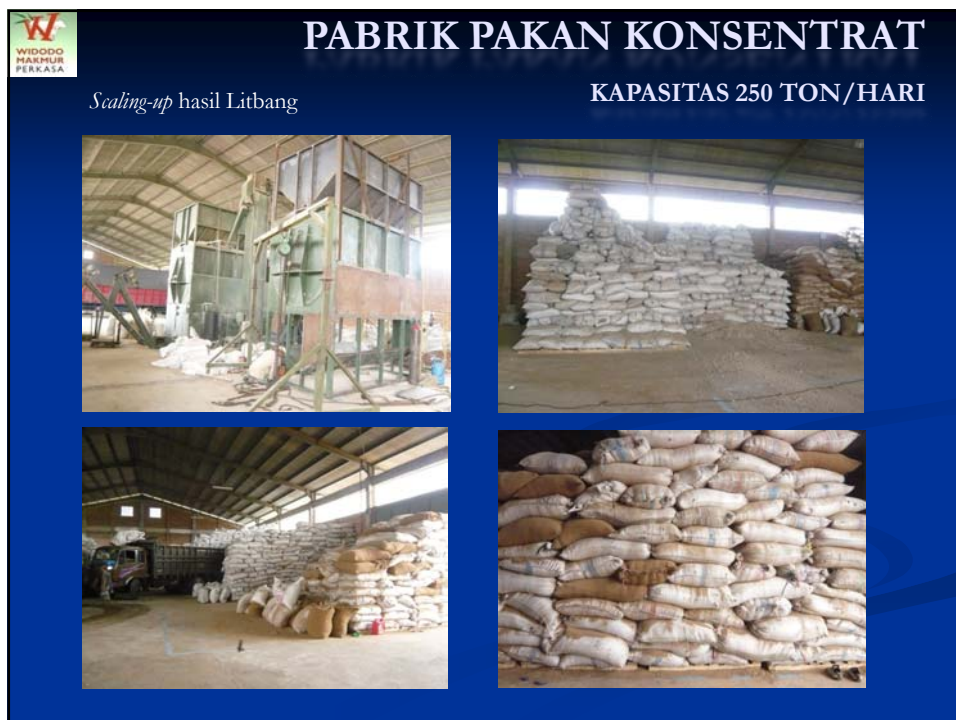 WIDODO
MAKMUR
PERKASA
PABRIK PAKAN KONSENTRAT
Scaling-up hasil Litbang
KAPASITAS 250 TON/HARI